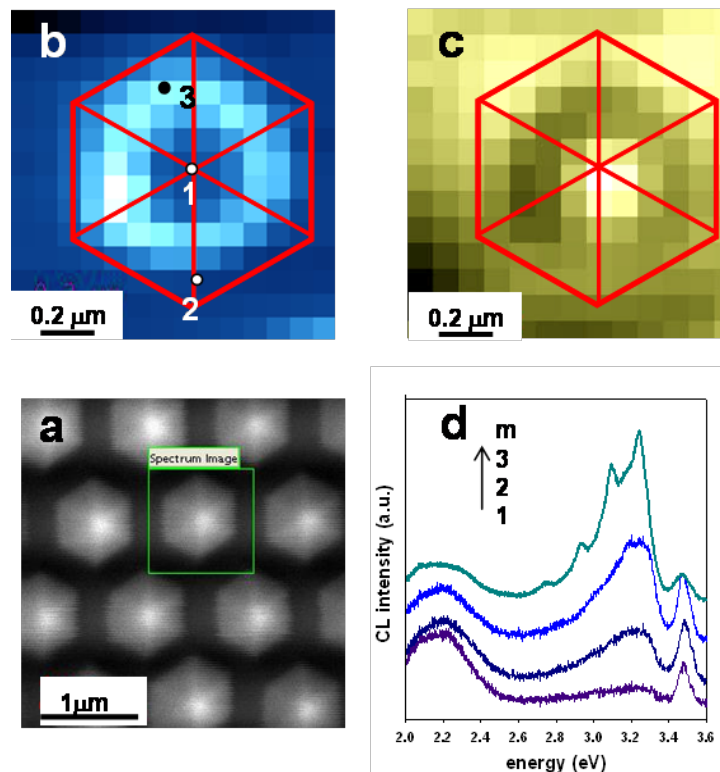 b
3
1
2
0.2 μm
c
0.2 μm
a
Spectrum Image
1μm
d
m
3
2
1
CL intensity (a.u.)
2.0 2.2 2.4 2.6 2.8 3.0 3.2 3.4 3.6
energy (eV)